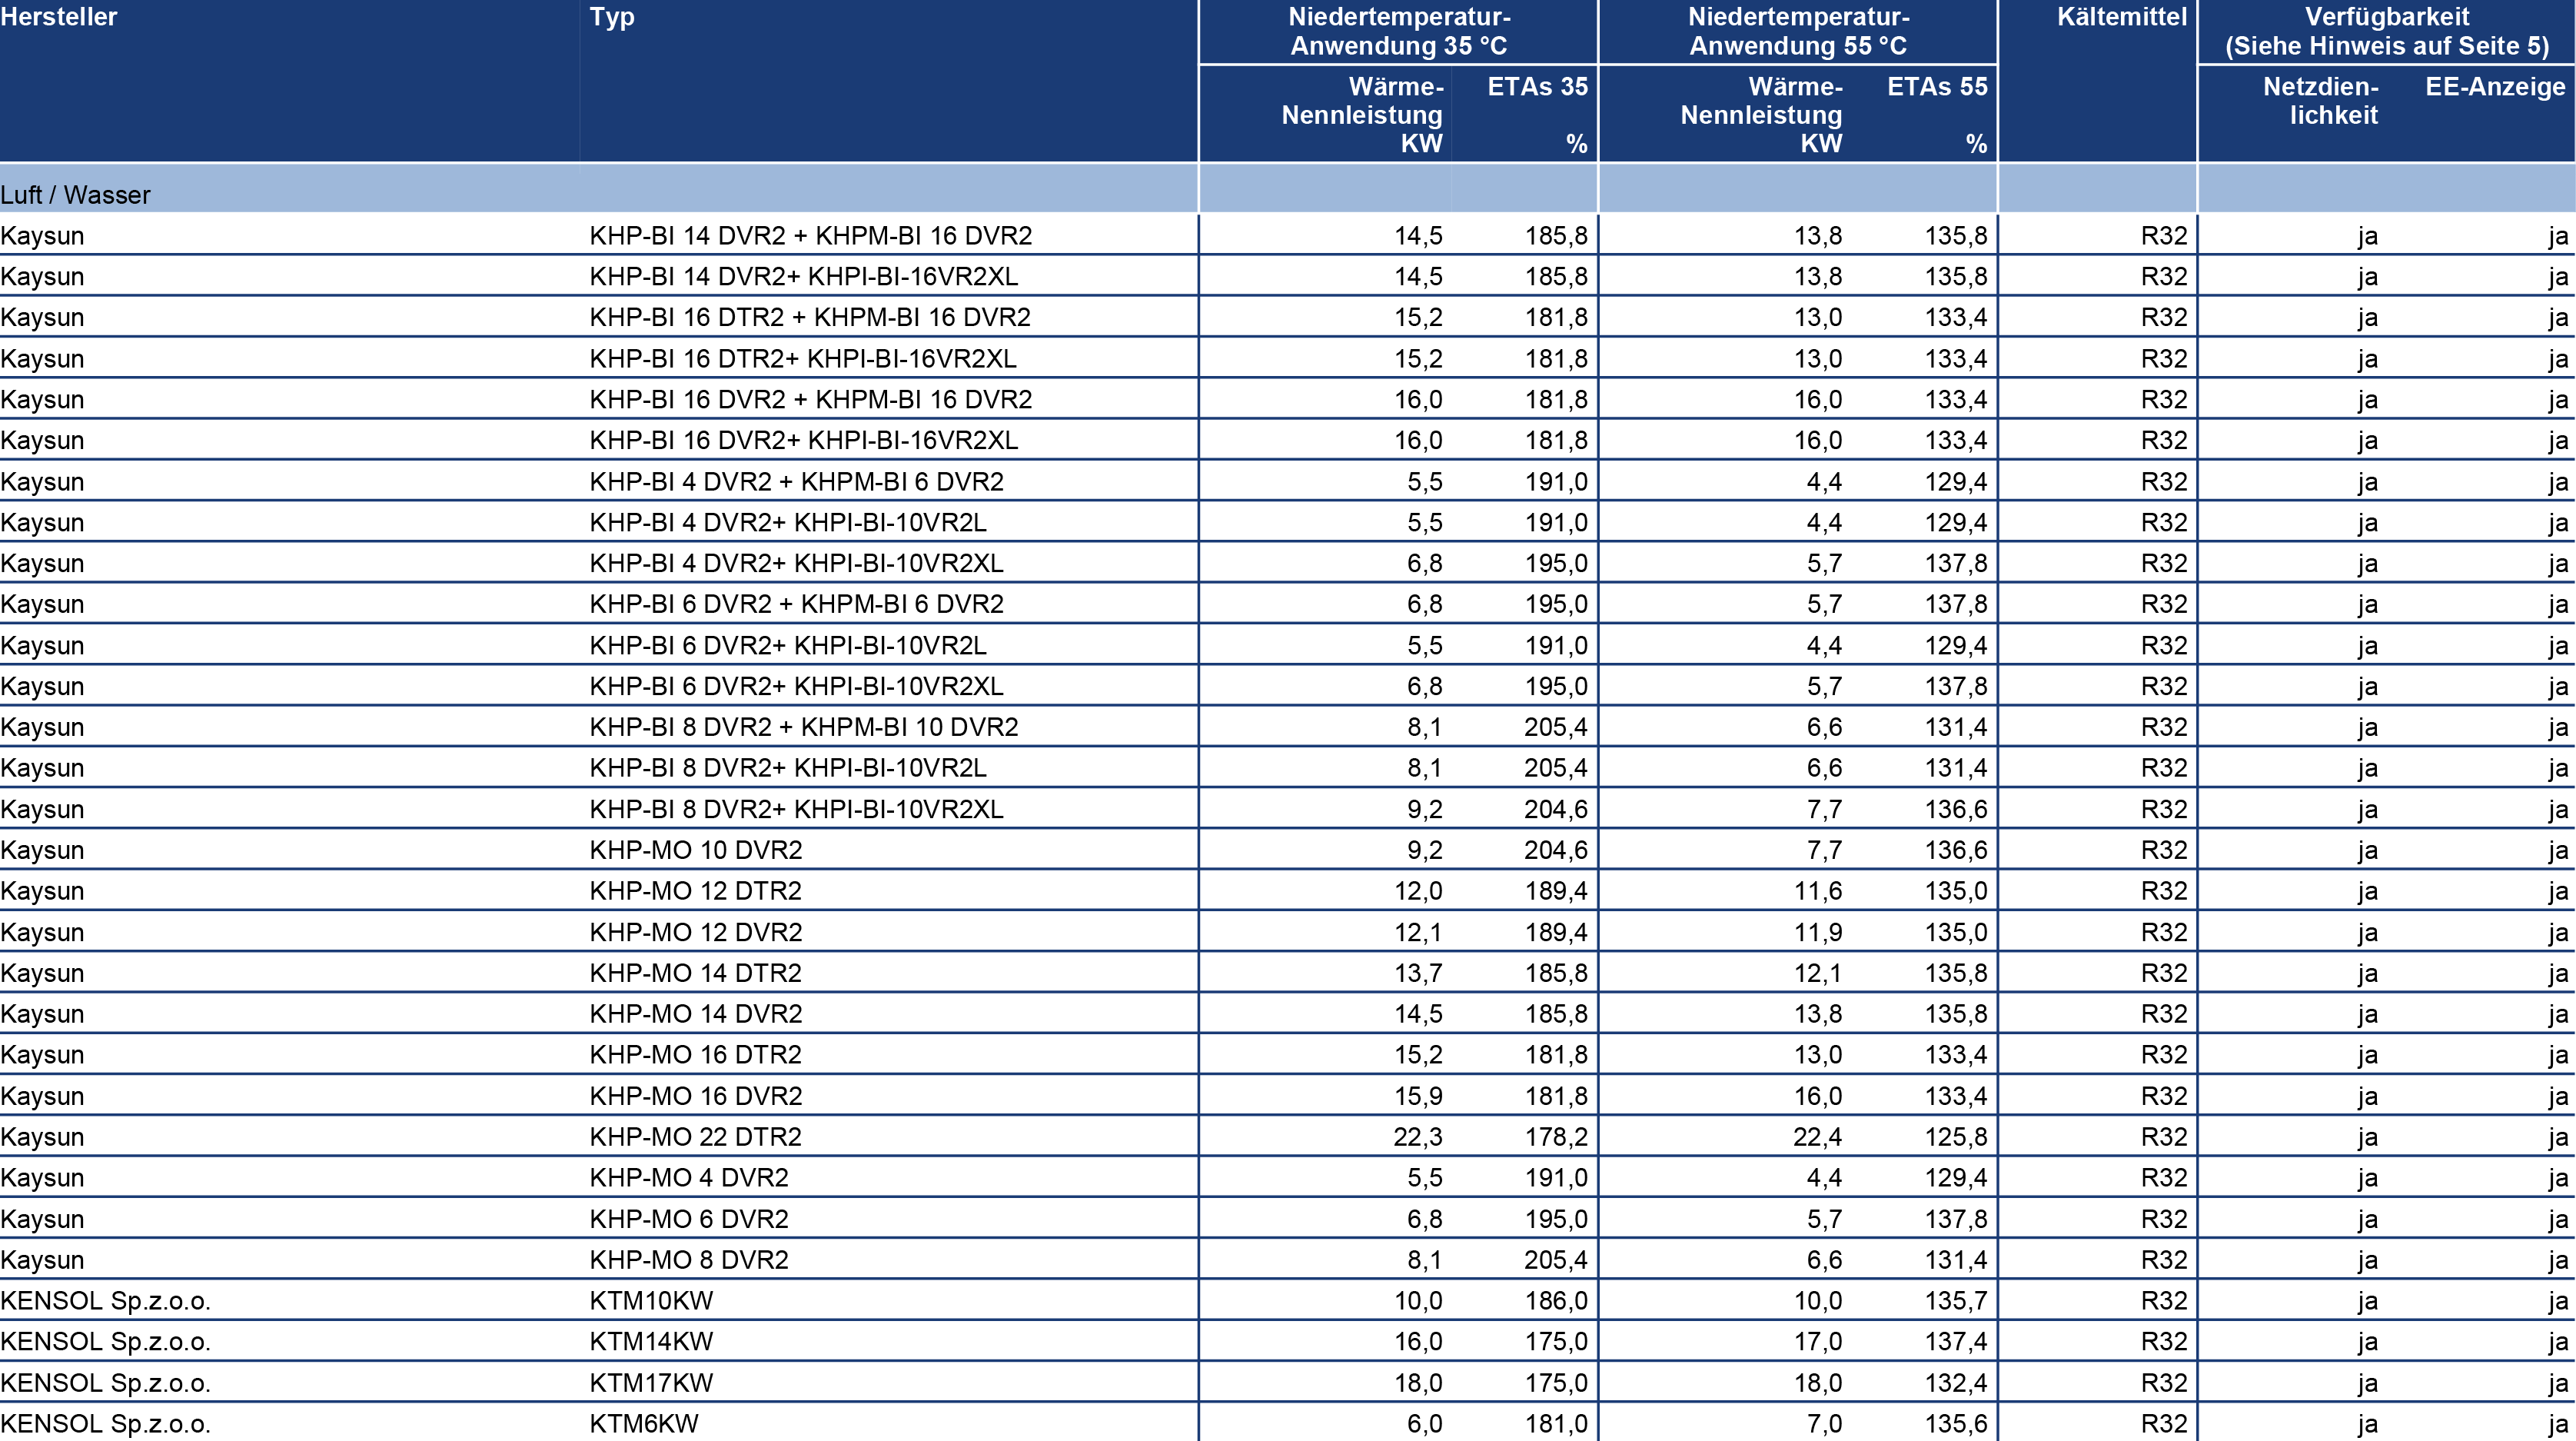 Hersteller Typ Niedertemperatur- Niedertemperatur- Kältemittel Verfügbarkeit
Anwendung 35 °C Anwendung 55 °C (Siehe Hinweis auf Seite 5)
Wärme- ETAs 35 Wärme- ETAs 55 Netzdien- EE-Anzeige
Nennleistung Nennleistung lichkeit
KW % KW %
Luft / Wasser
Kaysun KHP-BI 14 DVR2 + KHPM-BI 16 DVR2 14,5 185,8 13,8 135,8 R32 ja ja
Kaysun KHP-BI 14 DVR2+ KHPI-BI-16VR2XL 14,5 185,8 13,8 135,8 R32 ja ja
Kaysun KHP-BI 16 DTR2 + KHPM-BI 16 DVR2 15,2 181,8 13,0 133,4 R32 ja ja
Kaysun KHP-BI 16 DTR2+ KHPI-BI-16VR2XL 15,2 181,8 13,0 133,4 R32 ja ja
Kaysun KHP-BI 16 DVR2 + KHPM-BI 16 DVR2 16,0 181,8 16,0 133,4 R32 ja ja
Kaysun KHP-BI 16 DVR2+ KHPI-BI-16VR2XL 16,0 181,8 16,0 133,4 R32 ja ja
Kaysun KHP-BI 4 DVR2 + KHPM-BI 6 DVR2 5,5 191,0 4,4 129,4 R32 ja ja
Kaysun KHP-BI 4 DVR2+ KHPI-BI-10VR2L 5,5 191,0 4,4 129,4 R32 ja ja
Kaysun KHP-BI 4 DVR2+ KHPI-BI-10VR2XL 6,8 195,0 5,7 137,8 R32 ja ja
Kaysun KHP-BI 6 DVR2 + KHPM-BI 6 DVR2 6,8 195,0 5,7 137,8 R32 ja ja
Kaysun KHP-BI 6 DVR2+ KHPI-BI-10VR2L 5,5 191,0 4,4 129,4 R32 ja ja
Kaysun KHP-BI 6 DVR2+ KHPI-BI-10VR2XL 6,8 195,0 5,7 137,8 R32 ja ja
Kaysun KHP-BI 8 DVR2 + KHPM-BI 10 DVR2 8,1 205,4 6,6 131,4 R32 ja ja
Kaysun KHP-BI 8 DVR2+ KHPI-BI-10VR2L 8,1 205,4 6,6 131,4 R32 ja ja
Kaysun KHP-BI 8 DVR2+ KHPI-BI-10VR2XL 9,2 204,6 7,7 136,6 R32 ja ja
Kaysun KHP-MO 10 DVR2 9,2 204,6 7,7 136,6 R32 ja ja
Kaysun KHP-MO 12 DTR2 12,0 189,4 11,6 135,0 R32 ja ja
Kaysun KHP-MO 12 DVR2 12,1 189,4 11,9 135,0 R32 ja ja
Kaysun KHP-MO 14 DTR2 13,7 185,8 12,1 135,8 R32 ja ja
Kaysun KHP-MO 14 DVR2 14,5 185,8 13,8 135,8 R32 ja ja
Kaysun KHP-MO 16 DTR2 15,2 181,8 13,0 133,4 R32 ja ja
Kaysun KHP-MO 16 DVR2 15,9 181,8 16,0 133,4 R32 ja ja
Kaysun KHP-MO 22 DTR2 22,3 178,2 22,4 125,8 R32 ja ja
Kaysun KHP-MO 4 DVR2 5,5 191,0 4,4 129,4 R32 ja ja
Kaysun KHP-MO 6 DVR2 6,8 195,0 5,7 137,8 R32 ja ja
Kaysun KHP-MO 8 DVR2 8,1 205,4 6,6 131,4 R32 ja ja
KENSOL Sp.z.o.o. KTM10KW 10,0 186,0 10,0 135,7 R32 ja ja
KENSOL Sp.z.o.o. KTM14KW 16,0 175,0 17,0 137,4 R32 ja ja
KENSOL Sp.z.o.o. KTM17KW 18,0 175,0 18,0 132,4 R32 ja ja
KENSOL Sp.z.o.o. KTM6KW 6,0 181,0 7,0 135,6 R32 ja ja